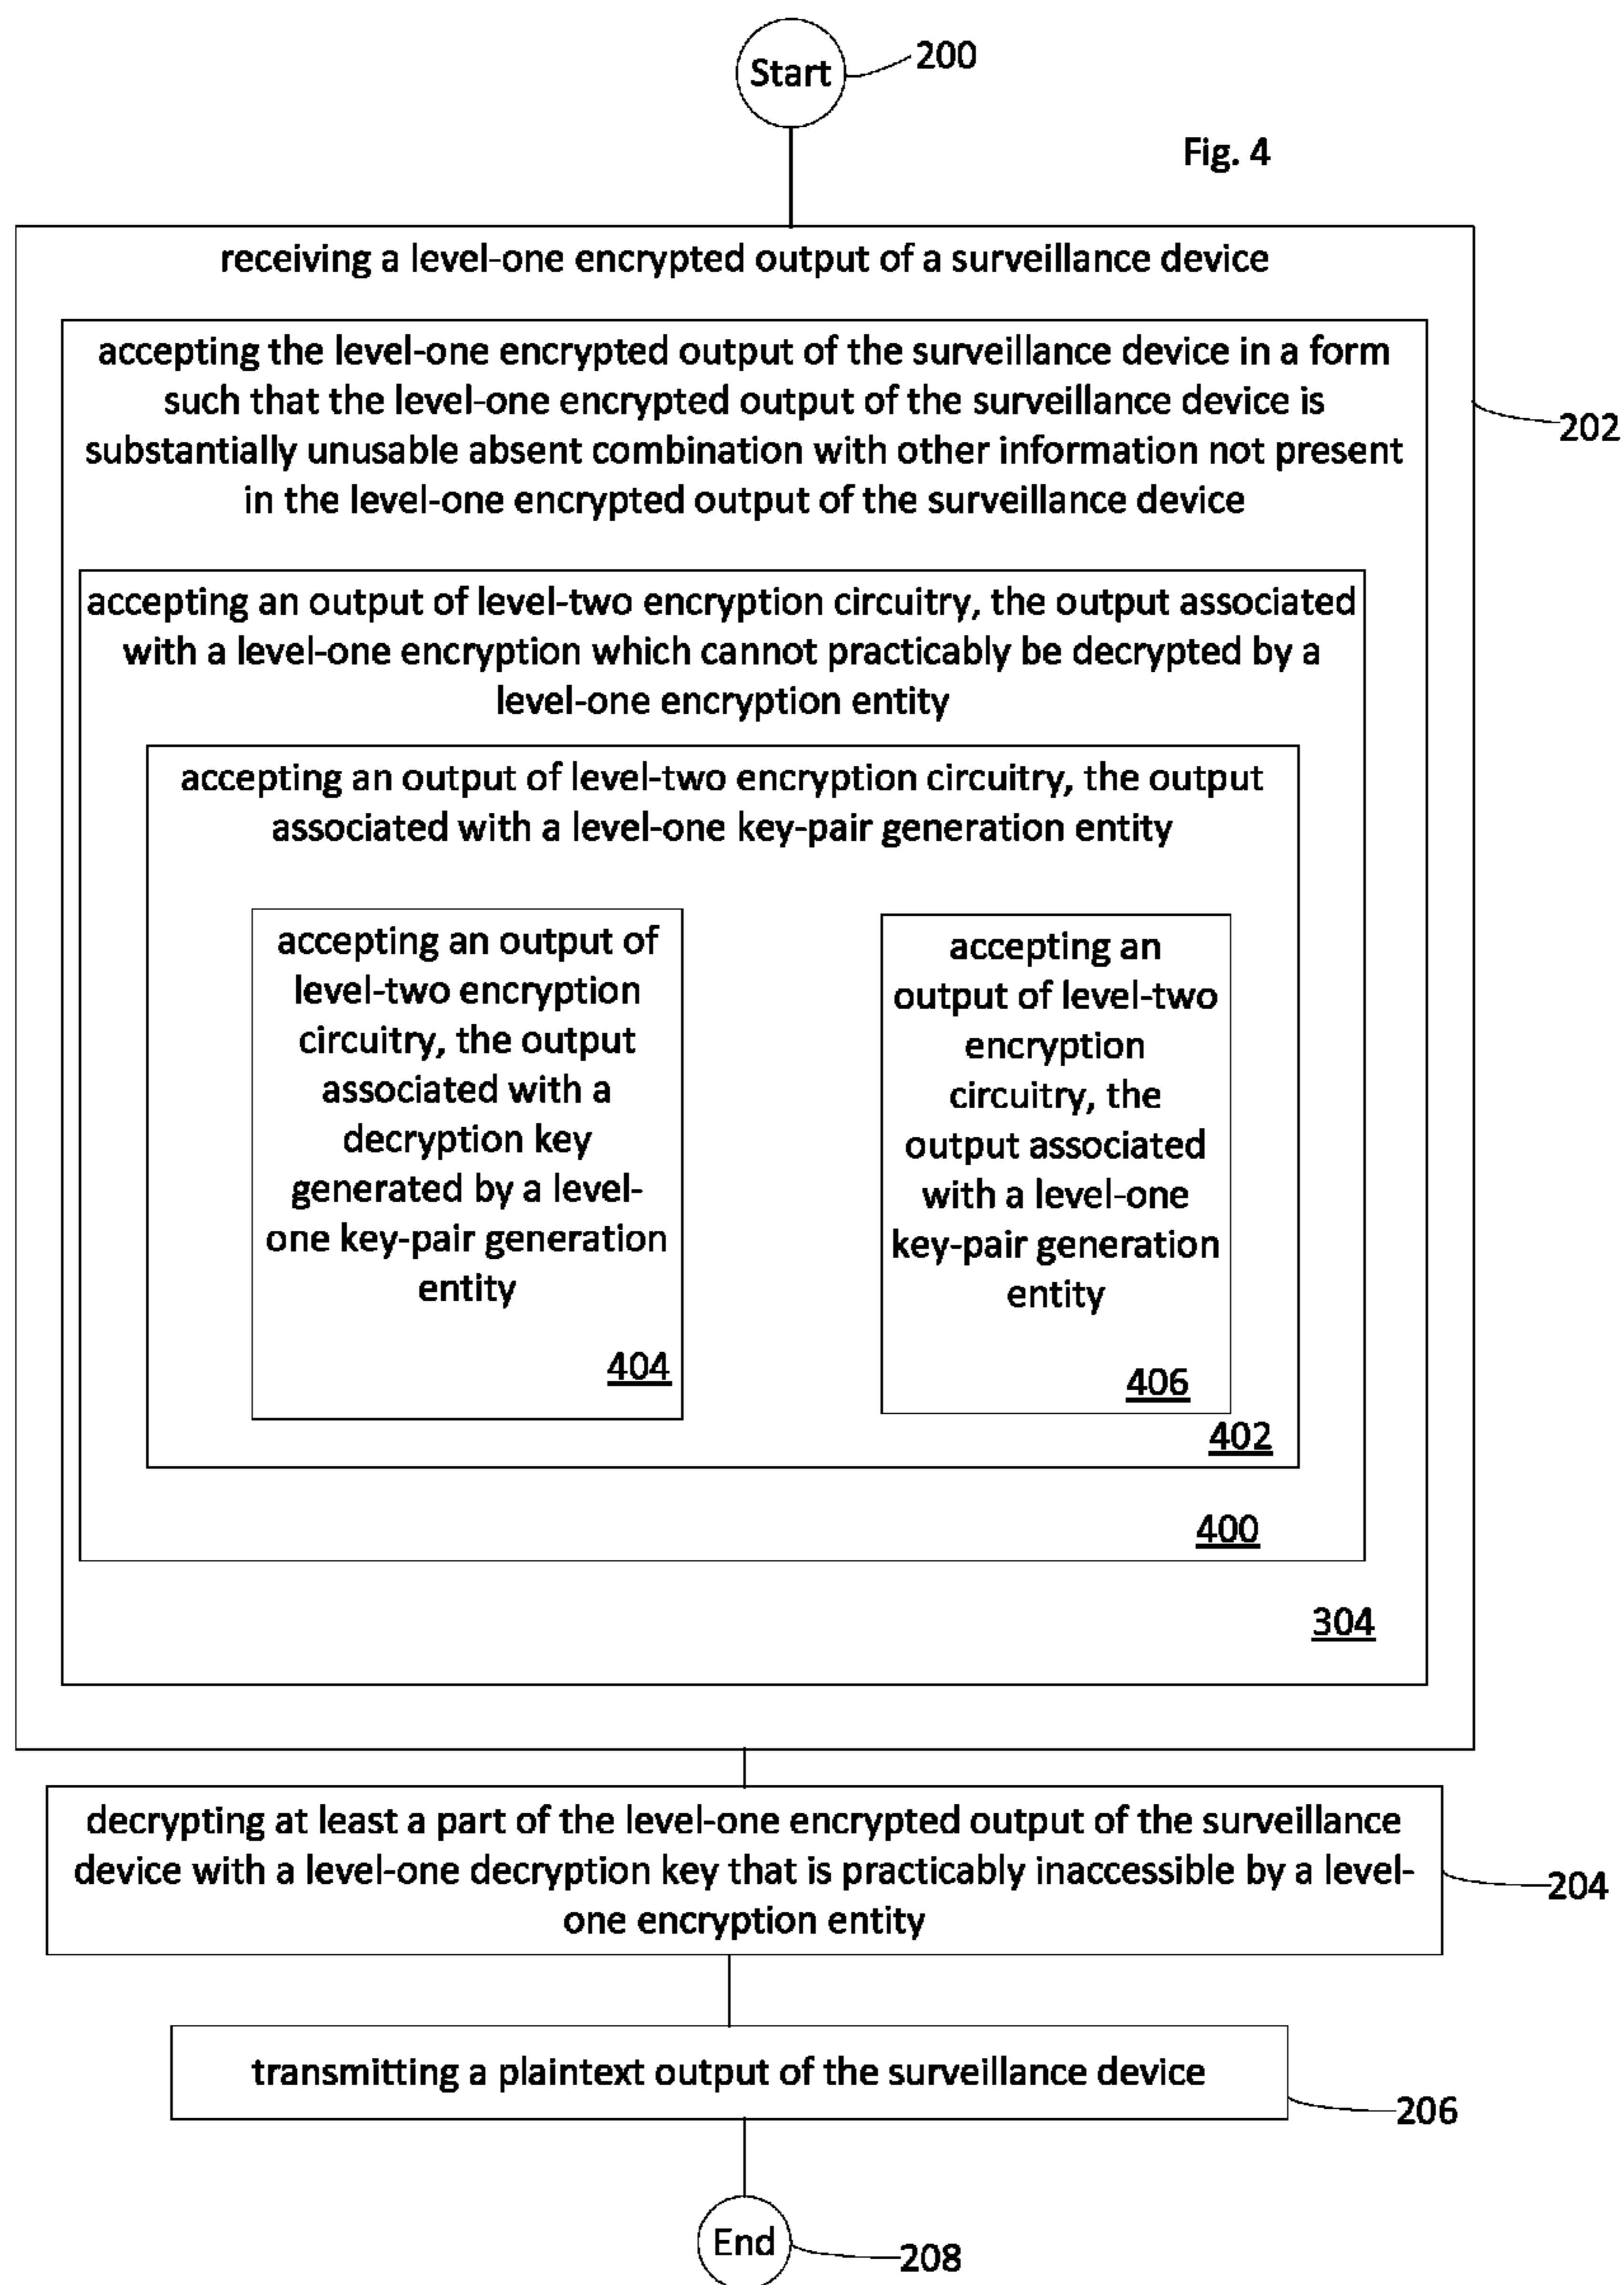 Start
200
Fig. 4
receiving a level-one encrypted output of a surveillance device
accepting the level-one encrypted output of the surveillance device in a form
such that the level-one encrypted output of the surveillance device is
substantially unusable absent combination with other information not present
in the level-one encrypted output of the surveillance device
202
accepting an output of level-two encryption circuitry, the output associated
with a level-one encryption which cannot practicably be decrypted by a
level-one encryption entity
accepting an output of level-two encryption circuitry, the output
associated with a level-one key-pair generation entity
accepting an output of
level-two encryption
circuitry, the output
associated with a
decryption key
generated by a level-
one key-pair generation
entity
404
accepting an
output of level-two
encryption
circuitry, the
output associated
with a level-one
key-pair generation
entity
406
402
400
304
decrypting at least a part of the level-one encrypted output of the surveillance
device with a level-one decryption key that is practicably inaccessible by a level-
one encryption entity
204
transmitting a plaintext output of the surveillance device
206
End
208